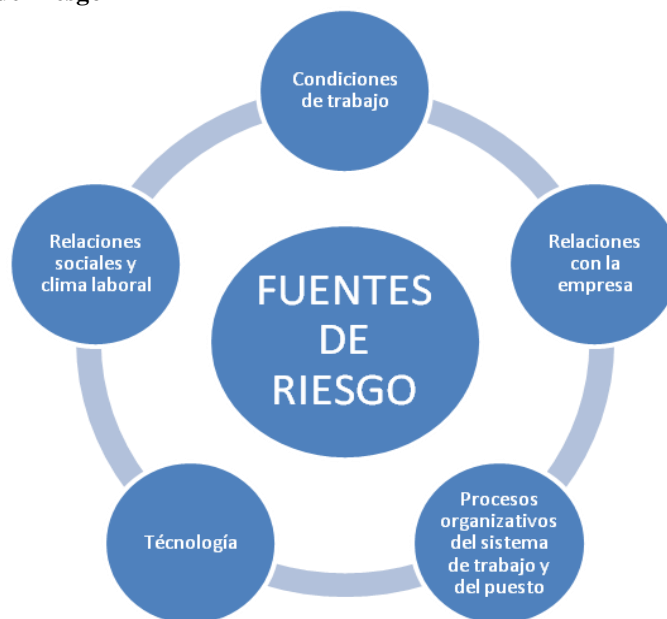 Condiciones
de trabajo
Relaciones
con la
empresa
Procesos
organizativos
del sistema
de trabajo y
del puesto
Técnología
Relaciones
sociales y
clima laboral
FUENTES
DE
RIESGO